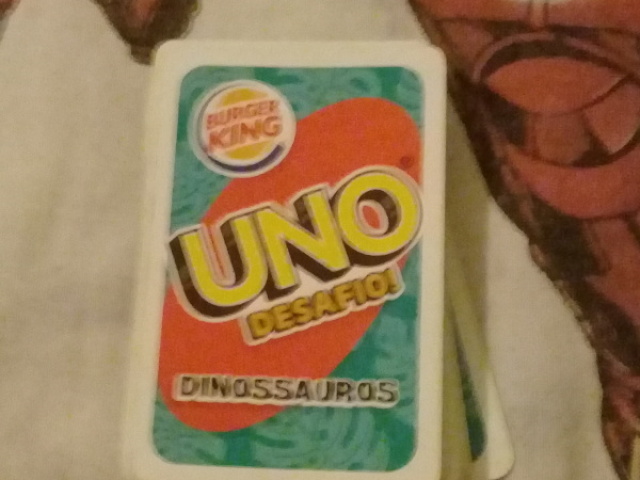 BURGER
KING
UNO
DESAFIO!
DINOSSAUROS